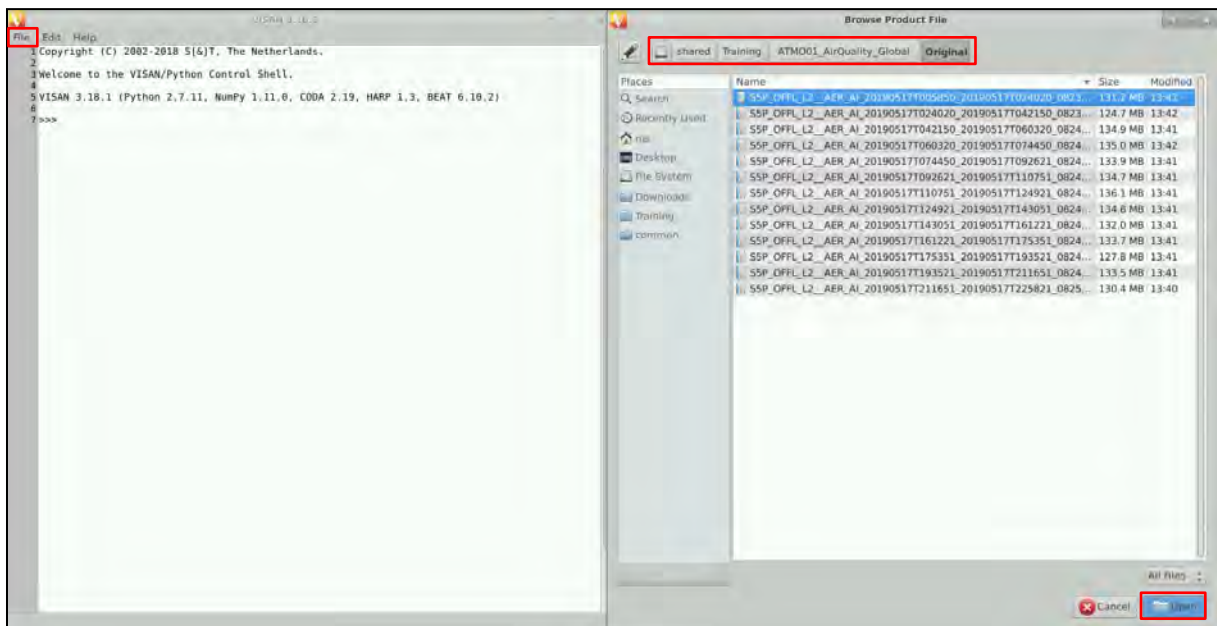 VISAN 3.18.2
File Edit Help
1 Copyright (C) 2002-2018 S[&]T, The Netherlands.
2
3 Welcome to the VISAN/Python Control Shell.
4
5 VISAN 3.18.1 (Python 2.7.11, NumPy 1.11.0, CODA 2.19, HARP 1.3, BEAT 6.10.2)
6
7 >>>
Browse Product File
shared Training ATMO01_AirQuality_Global Original
Places
Search
Recently Used
rus
Desktop
File System
Downloads
Training
common
Name Size Modified
S5P_OFFL_L2__AER_AI_20190517T005850_20190517T024020_0823... 131.2 MB 13:42
S5P_OFFL_L2__AER_AI_20190517T024020_20190517T042150_0823... 124.7 MB 13:42
S5P_OFFL_L2__AER_AI_20190517T042150_20190517T060320_0824... 134.9 MB 13:41
S5P_OFFL_L2__AER_AI_20190517T060320_20190517T074450_0824... 135.0 MB 13:42
S5P_OFFL_L2__AER_AI_20190517T074450_20190517T092621_0824... 133.9 MB 13:41
S5P_OFFL_L2__AER_AI_20190517T092621_20190517T110751_0824... 134.7 MB 13:41
S5P_OFFL_L2__AER_AI_20190517T110751_20190517T124921_0824... 136.1 MB 13:41
S5P_OFFL_L2__AER_AI_20190517T124921_20190517T143051_0824... 134.8 MB 13:41
S5P_OFFL_L2__AER_AI_20190517T143051_20190517T161221_0824... 132.0 MB 13:41
S5P_OFFL_L2__AER_AI_20190517T161221_20190517T175351_0824... 133.7 MB 13:41
S5P_OFFL_L2__AER_AI_20190517T175351_20190517T193521_0824... 127.8 MB 13:41
S5P_OFFL_L2__AER_AI_20190517T193521_20190517T211651_0824... 133.5 MB 13:41
S5P_OFFL_L2__AER_AI_20190517T211651_20190517T225821_0825... 130.4 MB 13:40
All files
Cancel Open